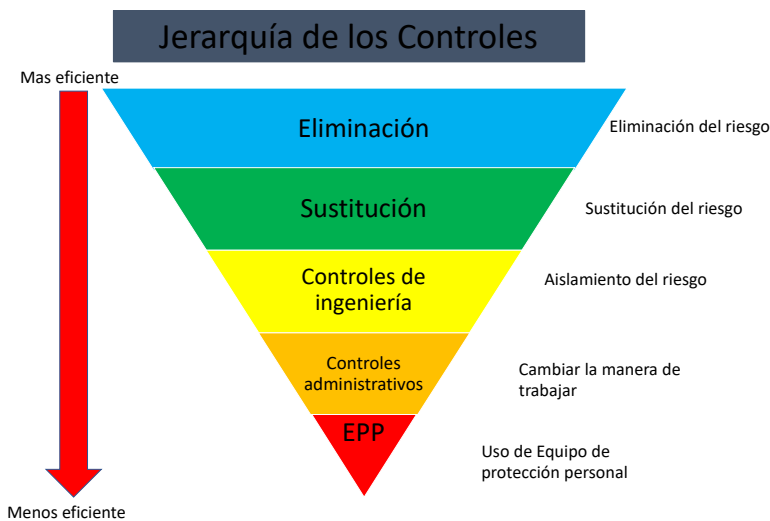 Jerarquía de los Controles
Mas eficiente
Eliminación
Eliminación del riesgo
Sustitución
Sustitución del riesgo
Controles de
ingeniería
Aislamiento del riesgo
Controles
administrativos
Cambiar la manera de
trabajar
EPP
Uso de Equipo de
protección personal
Menos eficiente